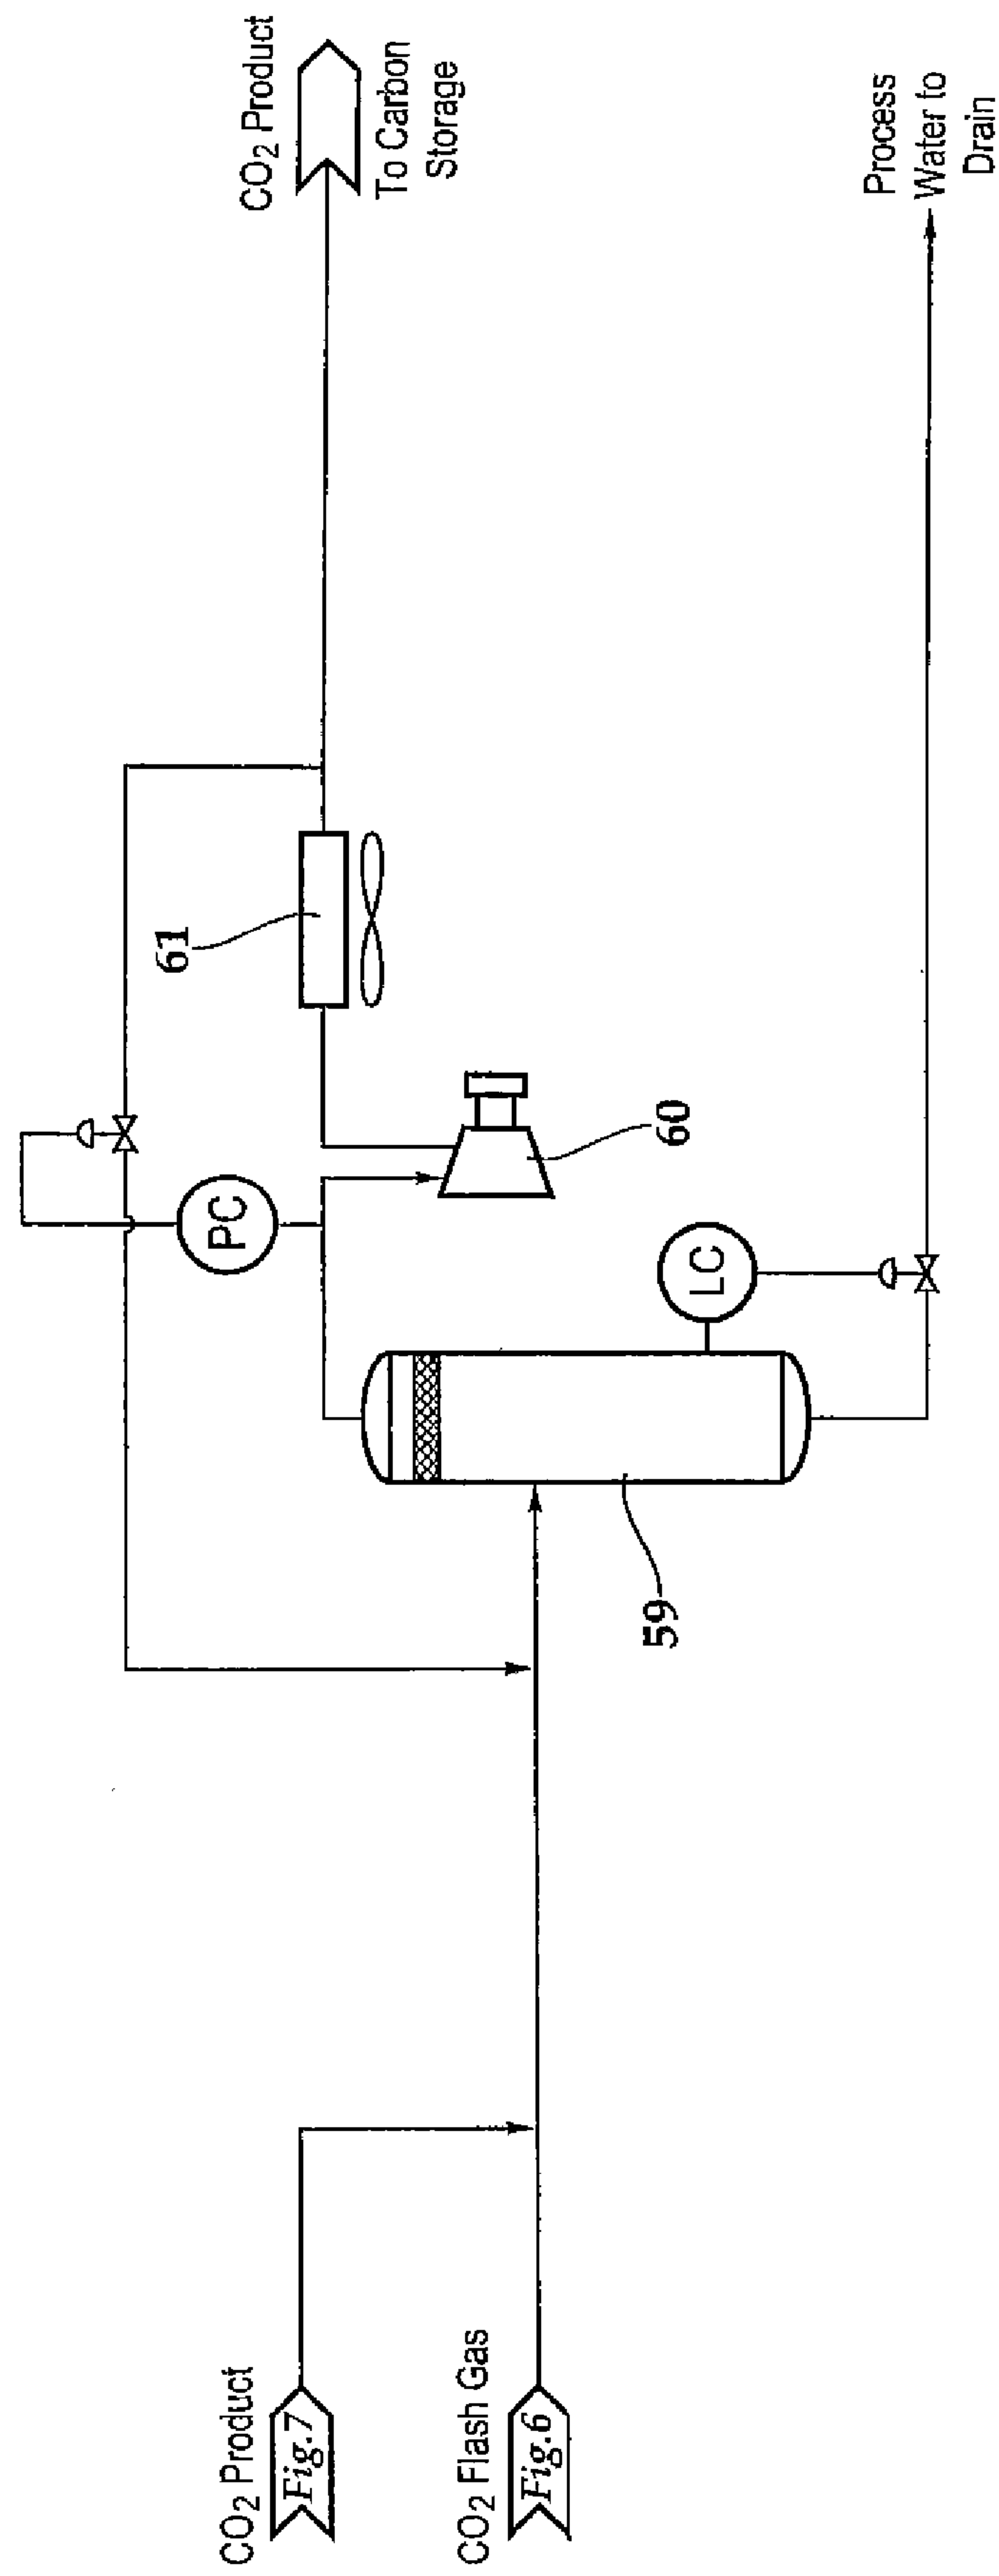 CO2 Product
To Carbon
Storage
61
PC
60
LC
59
CO2 Product
Fig.7
CO2 Flash Gas
Fig.6
Process
Water to
Drain